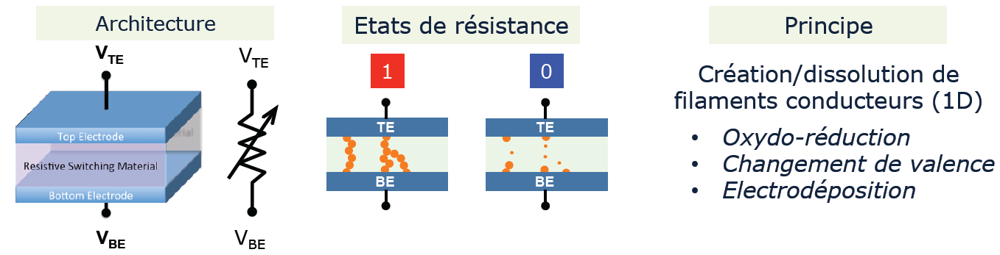 Architecture
V_TE
V_TE
Top Electrode
Resistive Switching Material
Bottom Electrode
V_BE
V_BE
Etats de résistance
1
0
TE
TE
BE
BE
Principe
Création/dissolution de
filaments conducteurs (1D)
• Oxydo-réduction
• Changement de valence
• Electrodéposition